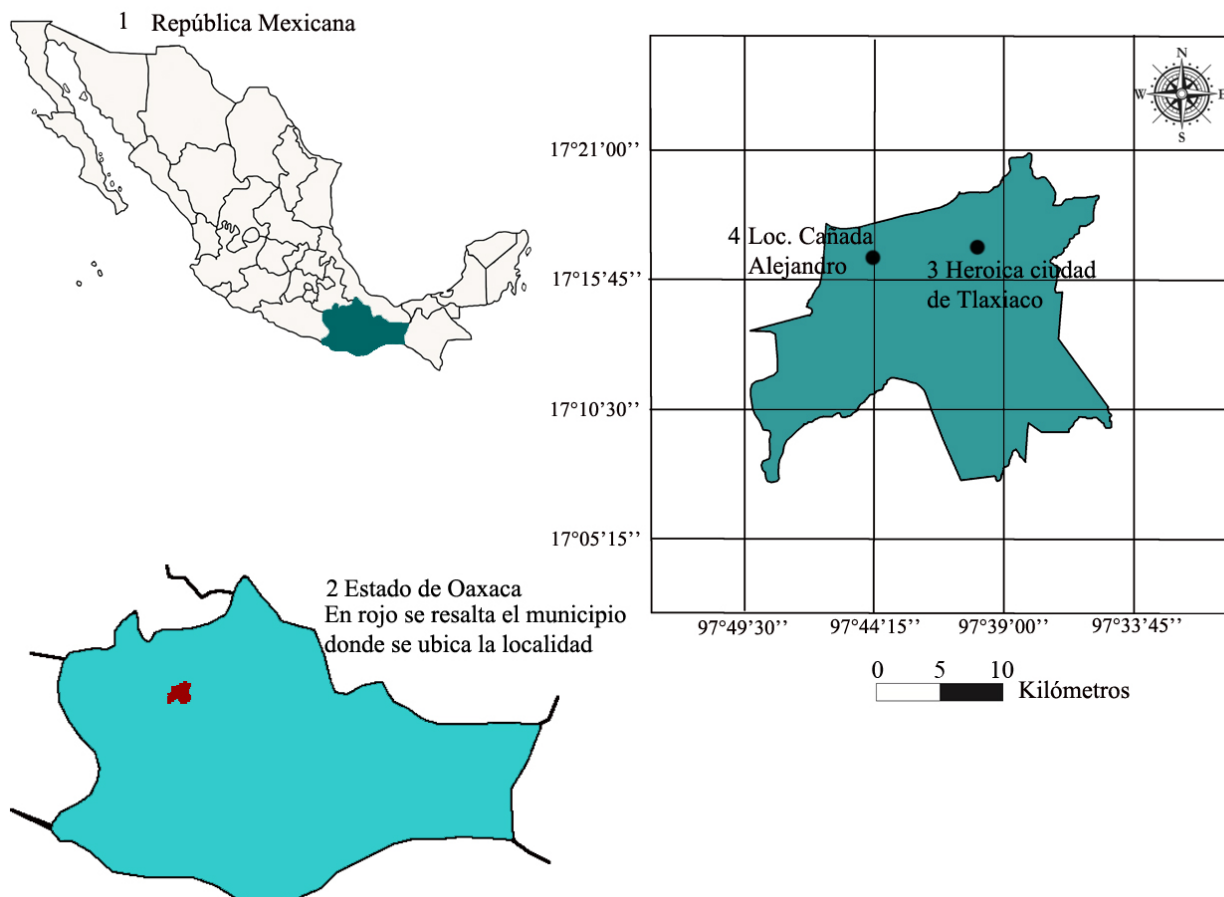 1 República Mexicana
N
W E
S
17°21’00’’
4 Loc. Cañada
Alejandro
3 Heroica ciudad
de Tlaxiaco
17°15’45’’
17°10’30’’
17°05’15’’
97°49’30’’ 97°44’15’’ 97°39’00’’ 97°33’45’’
0 5 10
Kilómetros
2 Estado de Oaxaca
En rojo se resalta el municipio
donde se ubica la localidad